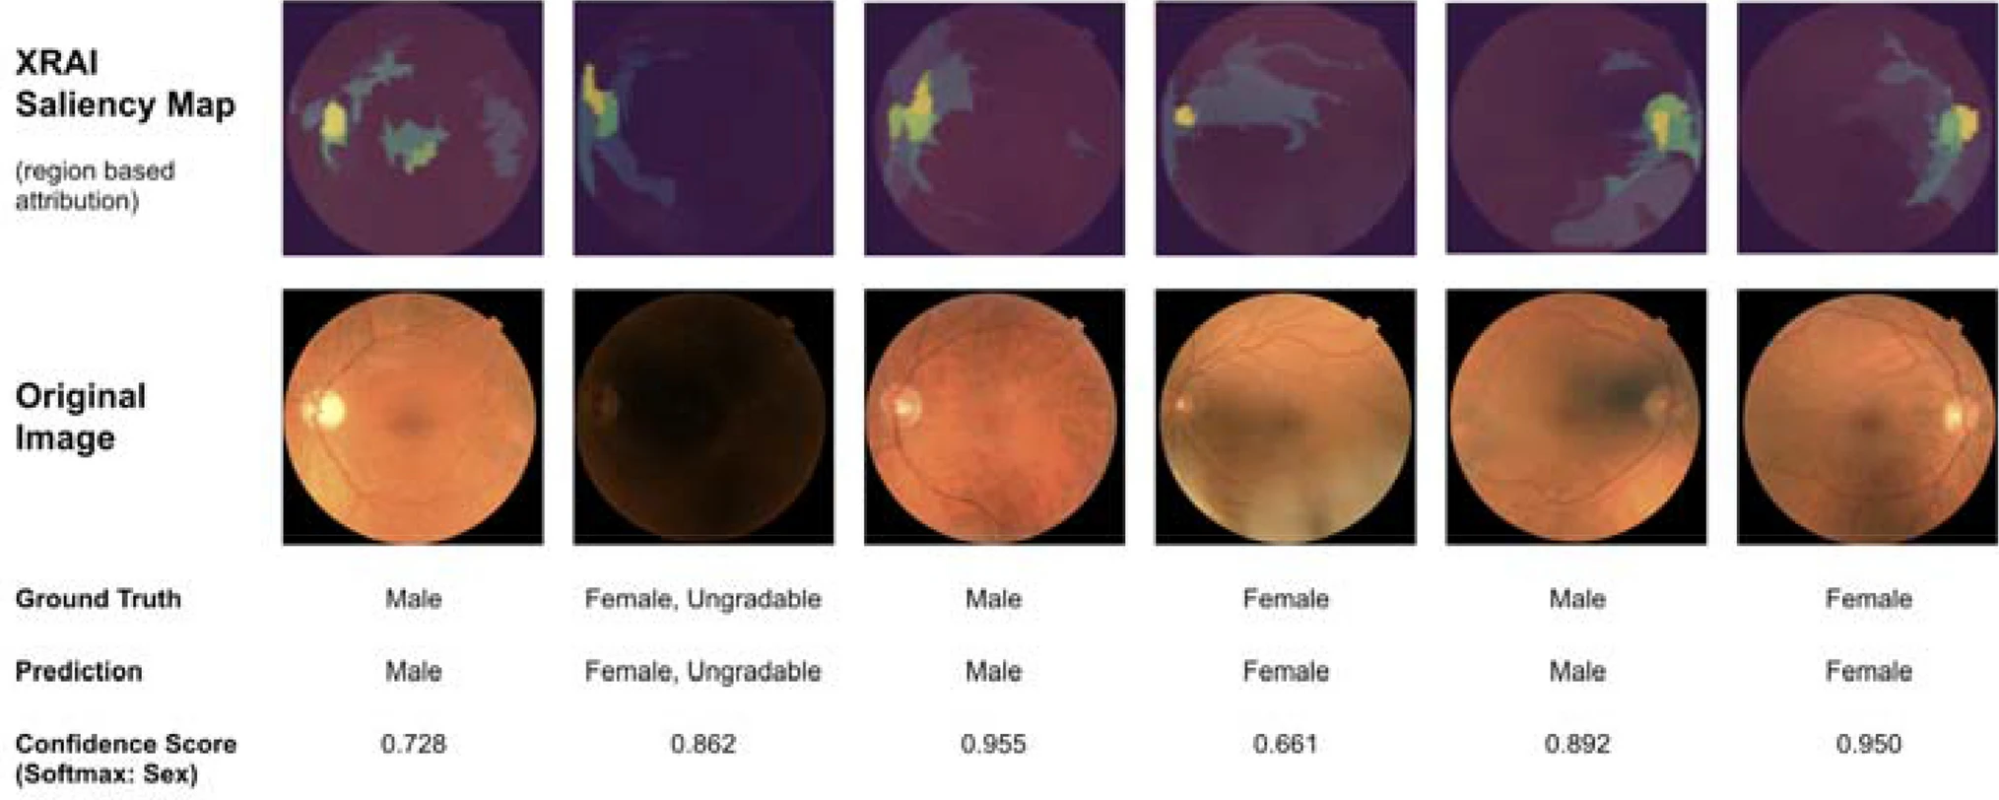 XRAI
Saliency Map
(region based
attribution)
Original
Image
Ground Truth Male Female, Ungradable Male Female Male Female
Prediction Male Female, Ungradable Male Female Male Female
Confidence Score
(Softmax: Sex) 0.728 0.862 0.955 0.661 0.892 0.950